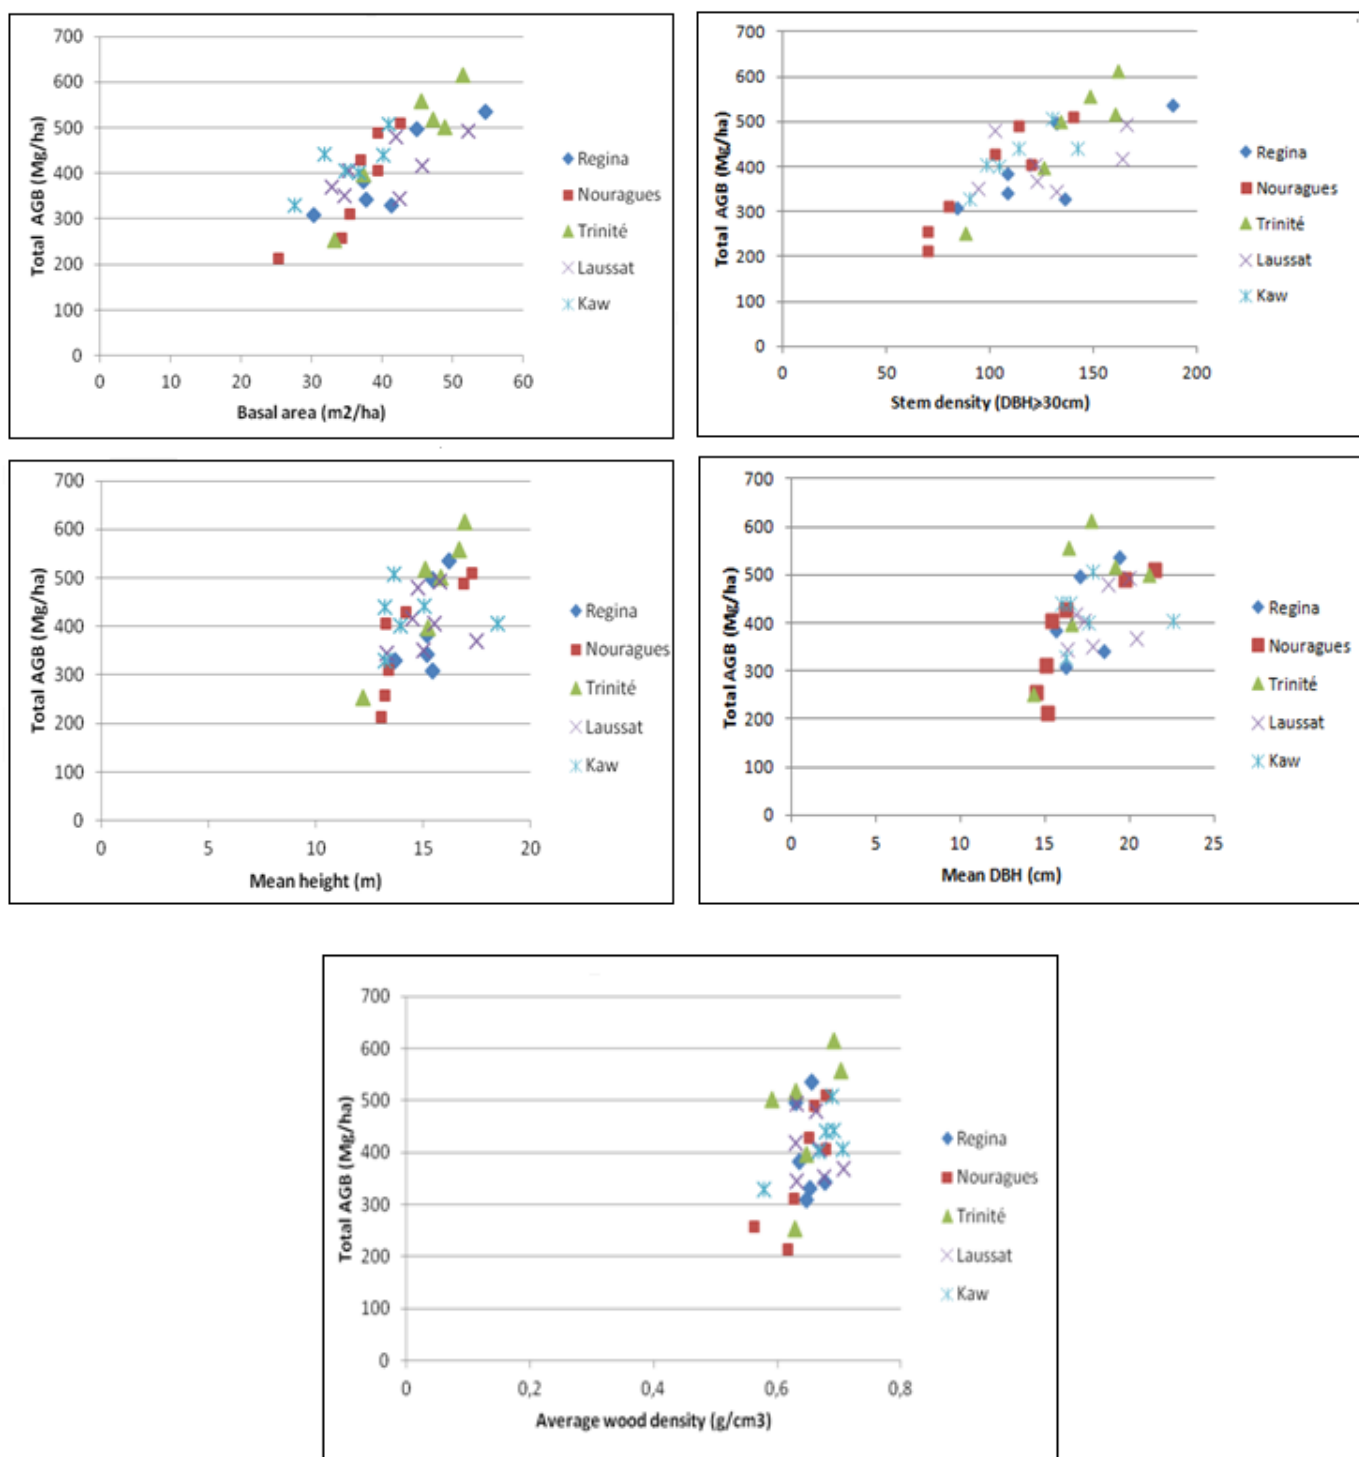 700
600
500
400
300
200
100
0
Total AGB (Mg/ha)
0 10 20 30 40 50 60
Basal area (m2/ha)
Regina
Nouragues
Trinité
Laussat
Kaw
700
600
500
400
300
200
100
0
Total AGB (Mg/ha)
0 50 100 150 200
Stem density (DBH⩾30cm)
Regina
Nouragues
Trinité
Laussat
Kaw
700
600
500
400
300
200
100
0
Total AGB (Mg/ha)
0 5 10 15 20
Mean height (m)
Regina
Nouragues
Trinité
Laussat
Kaw
700
600
500
400
300
200
100
0
Total AGB (Mg/ha)
0 5 10 15 20 25
Mean DBH (cm)
Regina
Nouragues
Trinité
Laussat
Kaw
700
600
500
400
300
200
100
0
Total AGB (Mg/ha)
0 0,2 0,4 0,6 0,8
Average wood density (g/cm3)
Regina
Nouragues
Trinité
Laussat
Kaw